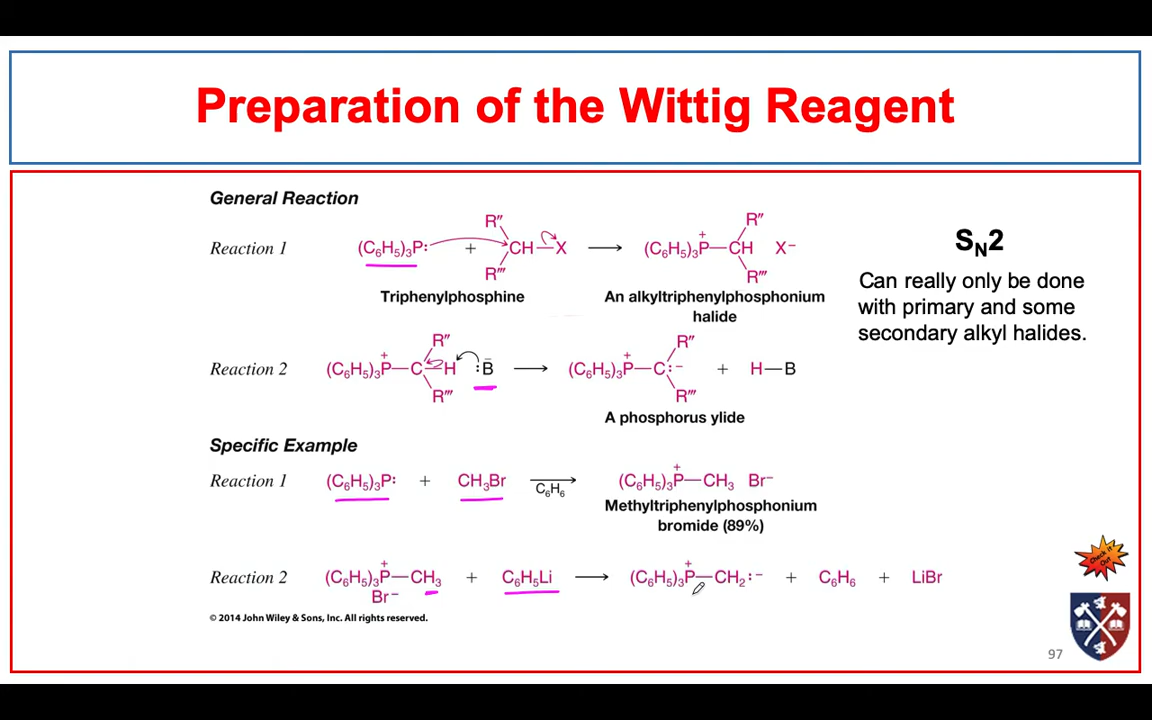 Preparation of the Wittig Reagent
General Reaction
Reaction 1 (C₆H₅)₃P: + R″ CH—X R‴ ⟶ (C₆H₅)₃P⁺—CH R″ R‴ X⁻
Triphenylphosphine An alkyltriphenylphosphonium
halide
Reaction 2 (C₆H₅)₃P⁺—C—H R″ R‴ :B⁻ ⟶ (C₆H₅)₃P⁺—C:⁻ R″ R‴ + H—B
A phosphorus ylide
Specific Example
Reaction 1 (C₆H₅)₃P: + CH₃Br ⟶ C₆H₆ (C₆H₅)₃P⁺—CH₃ Br⁻
Methyltriphenylphosphonium
bromide (89%)
Reaction 2 (C₆H₅)₃P⁺—CH₃ + C₆H₅Li ⟶ (C₆H₅)₃P⁺—CH₂:⁻ + C₆H₆ + LiBr
Br⁻
© 2014 John Wiley & Sons, Inc. All rights reserved.
SN2
Can really only be done
with primary and some
secondary alkyl halides.
Check it
Out
97